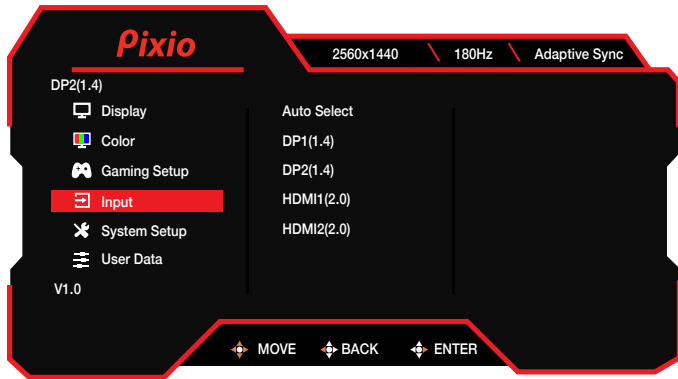 Pixio
2560x1440 180Hz Adaptive Sync
DP2(1.4)
Display
Color
Gaming Setup
Input
System Setup
User Data
V1.0
Auto Select
DP1(1.4)
DP2(1.4)
HDMI1(2.0)
HDMI2(2.0)
MOVE BACK ENTER